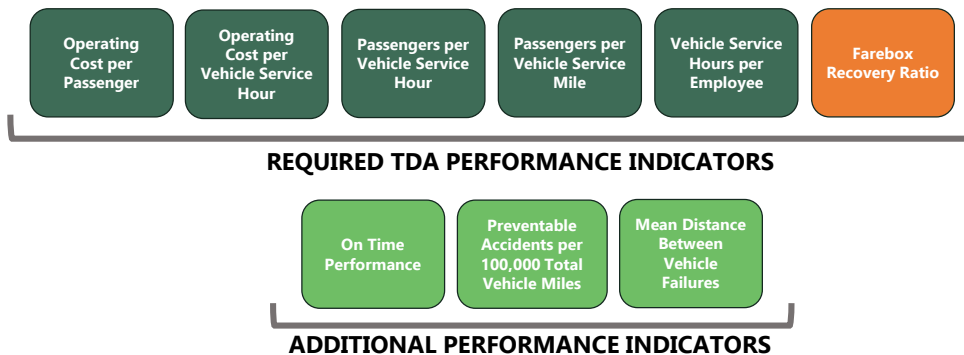 Operating
Cost per
Passenger
Operating
Cost per
Vehicle Service
Hour
Passengers per
Vehicle Service
Hour
Passengers per
Vehicle Service
Mile
Vehicle Service
Hours per
Employee
Farebox
Recovery Ratio
REQUIRED TDA PERFORMANCE INDICATORS
On Time
Performance
Preventable
Accidents per
100,000 Total
Vehicle Miles
Mean Distance
Between
Vehicle
Failures
ADDITIONAL PERFORMANCE INDICATORS